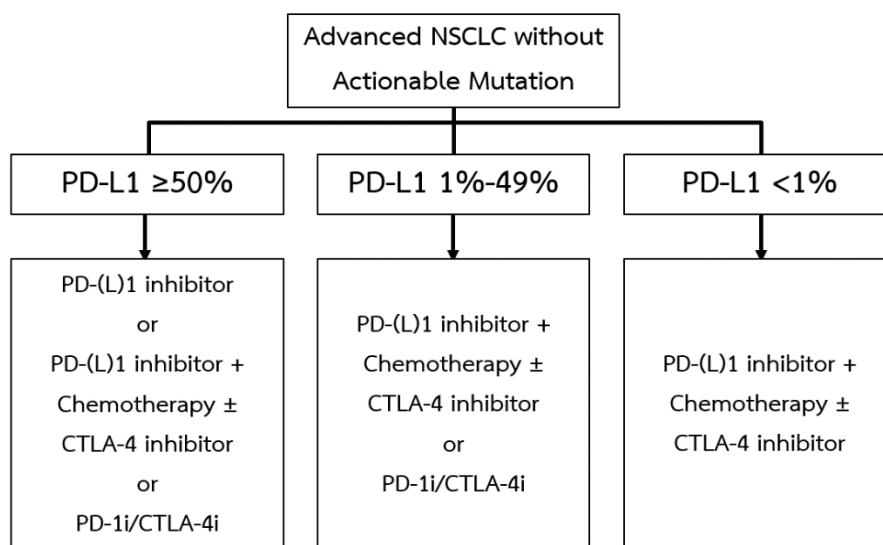 Advanced NSCLC without
Actionable Mutation
PD-L1 ≥50%
PD-L1 1%-49%
PD-L1 <1%
PD-(L)1 inhibitor
or
PD-(L)1 inhibitor +
Chemotherapy ±
CTLA-4 inhibitor
or
PD-1i/CTLA-4i
PD-(L)1 inhibitor +
Chemotherapy ±
CTLA-4 inhibitor
or
PD-1i/CTLA-4i
PD-(L)1 inhibitor +
Chemotherapy ±
CTLA-4 inhibitor